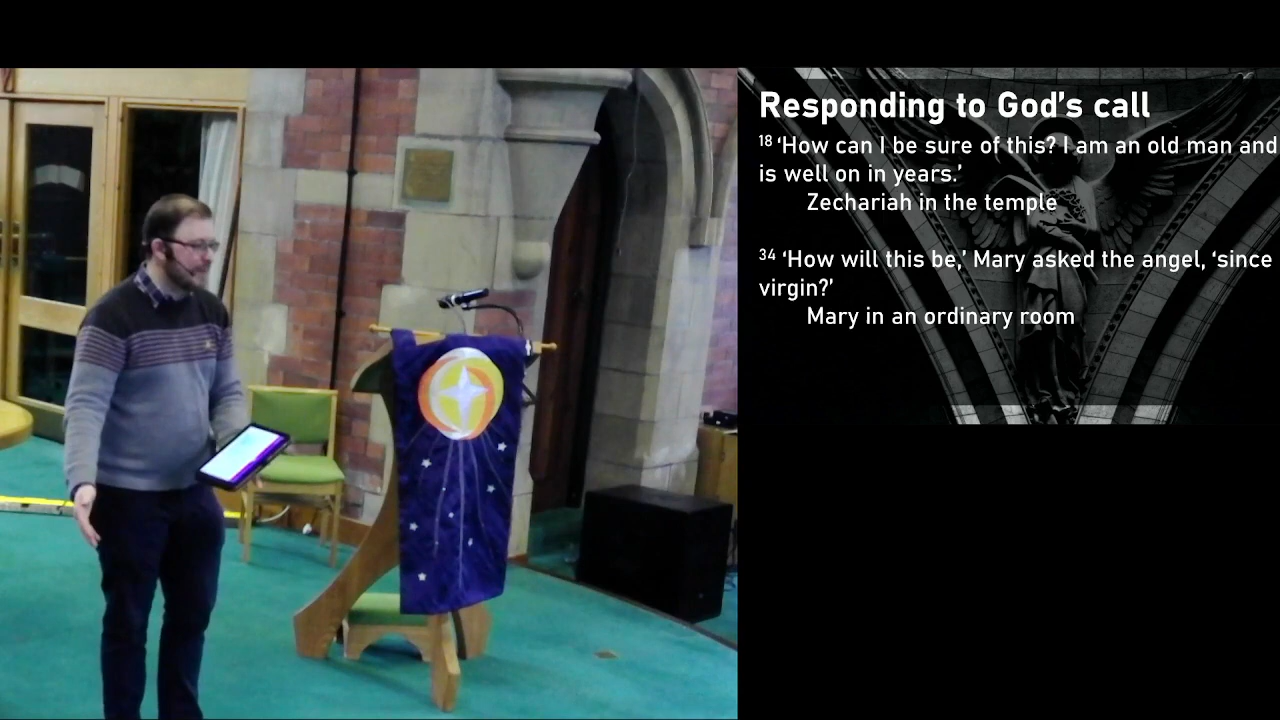 Responding to God's call
18 'How can I be sure of this? I am an old man and
is well on in years.'
Zechariah in the temple
34 'How will this be,' Mary asked the angel, 'since
virgin?'
Mary in an ordinary room